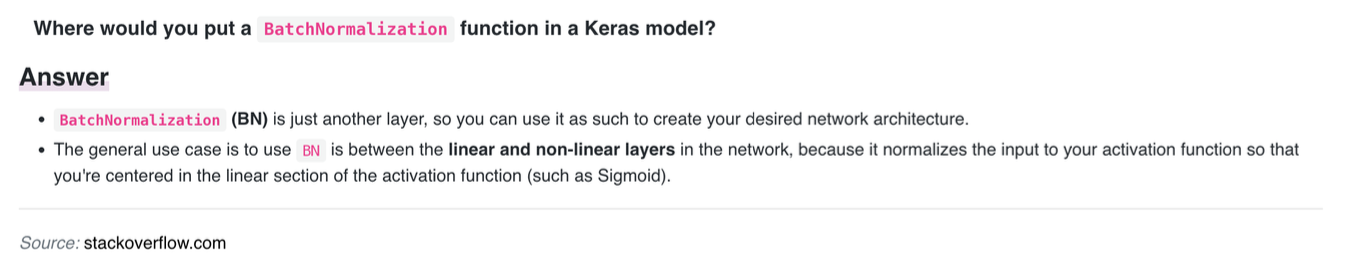 Where would you put a BatchNormalization function in a Keras model?
Answer
• BatchNormalization (BN) is just another layer, so you can use it as such to create your desired network architecture.
• The general use case is to use BN is between the linear and non-linear layers in the network, because it normalizes the input to your activation function so that
you're centered in the linear section of the activation function (such as Sigmoid).
Source: stackoverflow.com